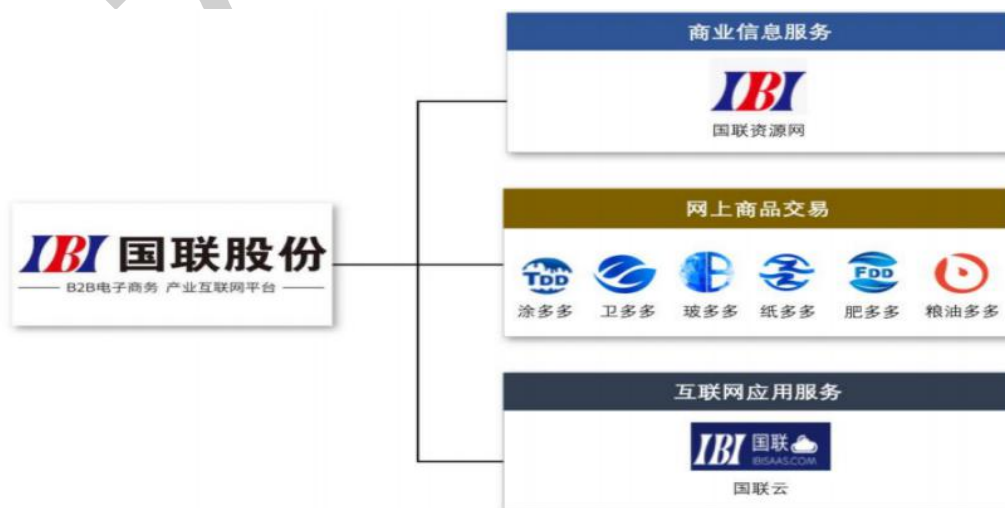 商业信息服务
IBI
国联资源网
IBI 国联股份
B2B电子商务 产业互联网平台
网上商品交易
TDD
FDD
涂多多 卫多多 玻多多 纸多多 肥多多 粮油多多
互联网应用服务
IBI 国联
IBISAAS.COM
国联云